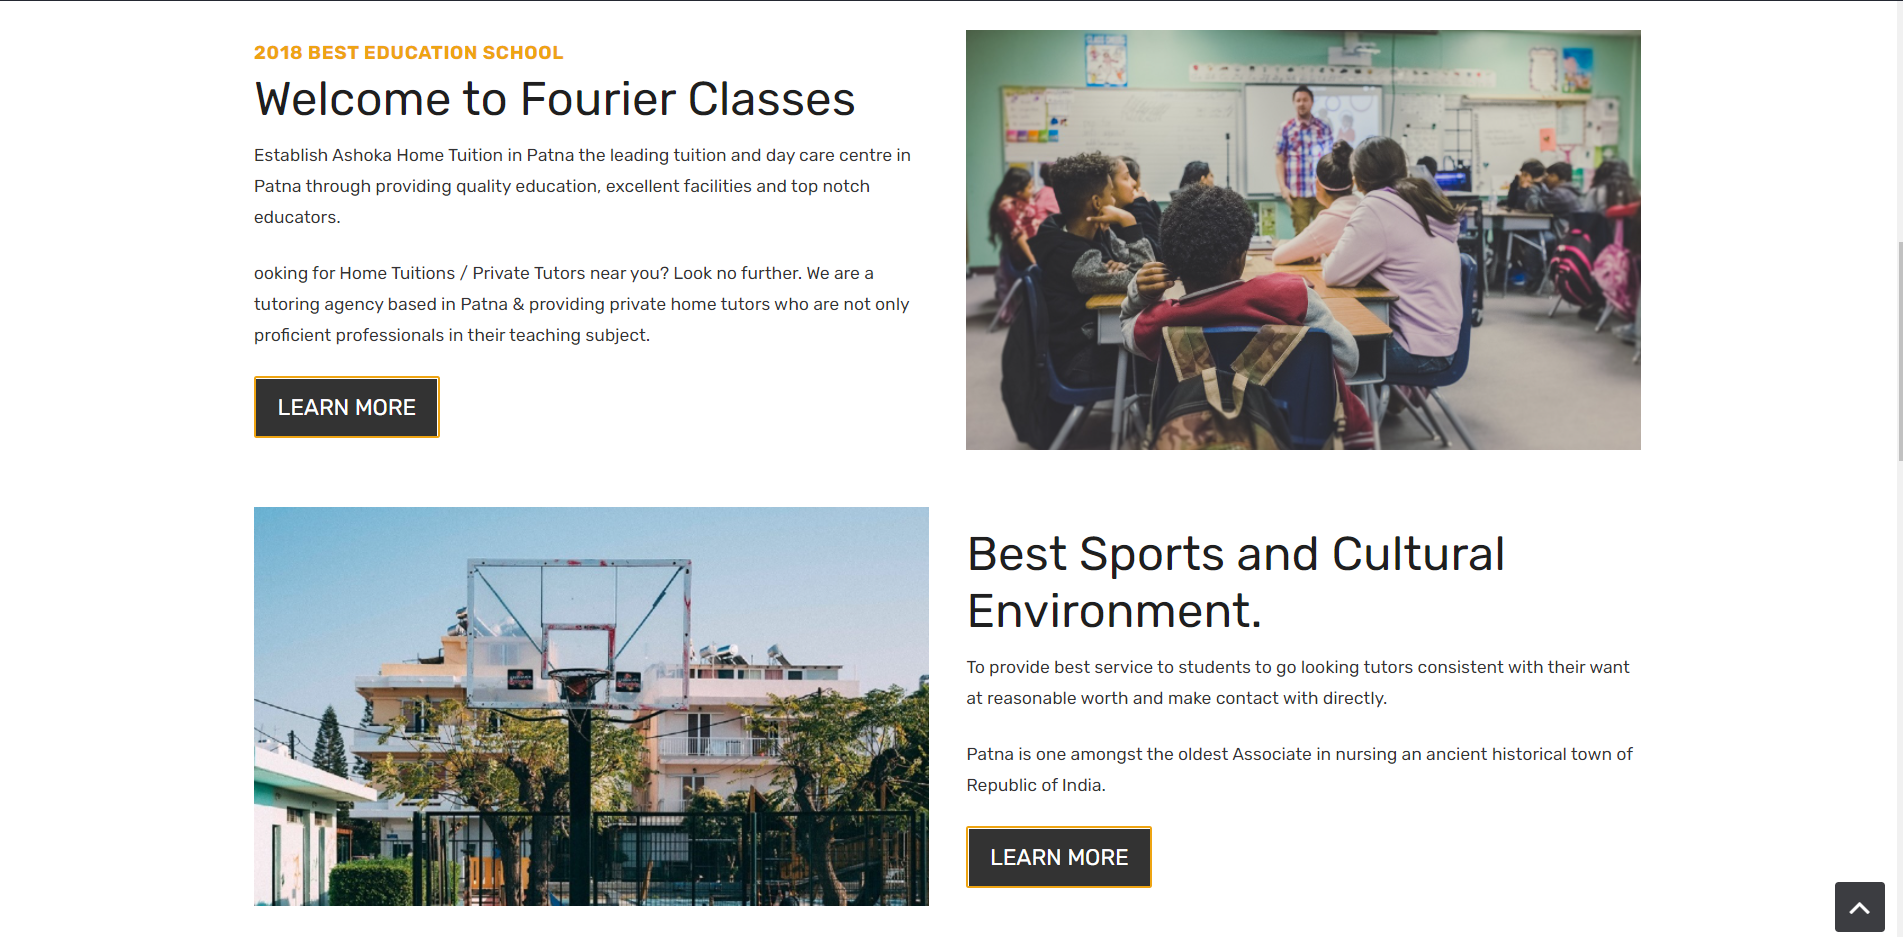 2018 BEST EDUCATION SCHOOL
Welcome to Fourier Classes
Establish Ashoka Home Tuition in Patna the leading tuition and day care centre in
Patna through providing quality education, excellent facilities and top notch
educators.
ooking for Home Tuitions / Private Tutors near you? Look no further. We are a
tutoring agency based in Patna & providing private home tutors who are not only
proficient professionals in their teaching subject.
LEARN MORE
Best Sports and Cultural
Environment.
To provide best service to students to go looking tutors consistent with their want
at reasonable worth and make contact with directly.
Patna is one amongst the oldest Associate in nursing an ancient historical town of
Republic of India.
LEARN MORE